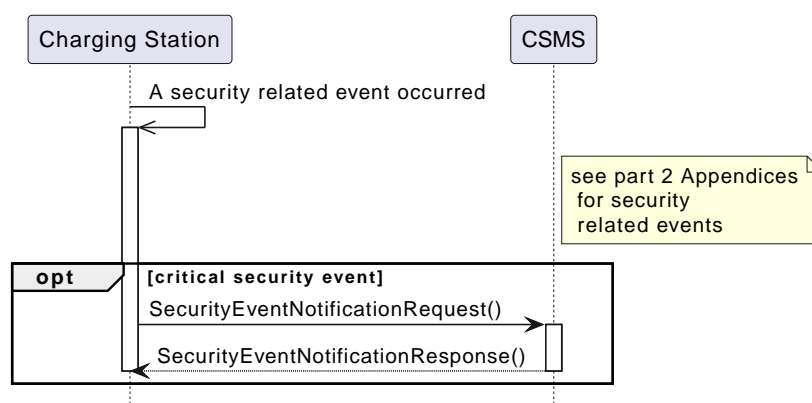 Charging Station
CSMS
A security related event occurred
see part 2 Appendices
for security
related events
opt
[critical security event]
SecurityEventNotificationRequest()
SecurityEventNotificationResponse()